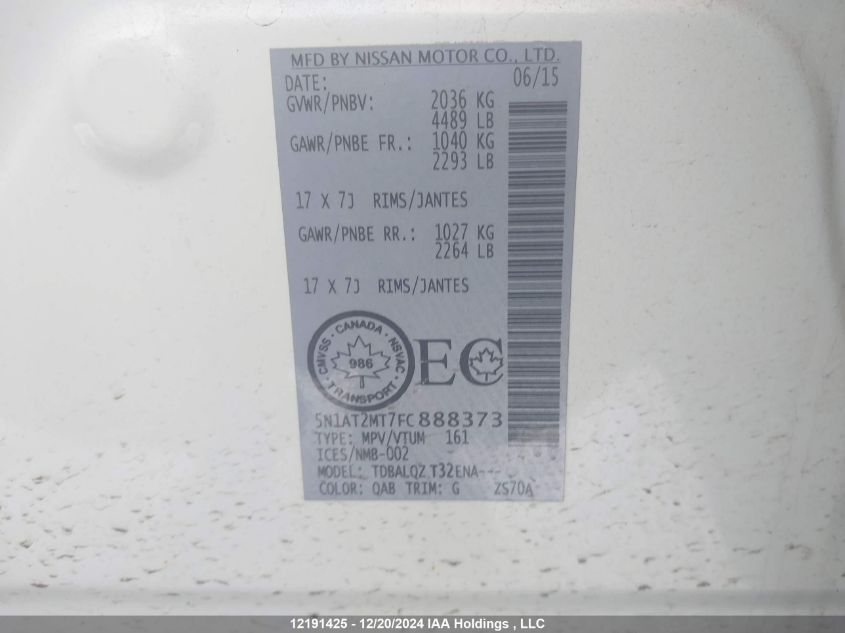 MFD BY NISSAN MOTOR CO., LTD.
DATE: 06/15
GVWR/PNBV: 2036 KG
4489 LB
GAWR/PNBE FR.: 1040 KG
2293 LB
17 X 7J RIMS/JANTES
GAWR/PNBE RR.: 1027 KG
2264 LB
17 X 7J RIMS/JANTES
CMVSS · CANADA · NSVAC · TRANSPORT ·
986
EC
5N1AT2MT7FC888373
TYPE: MPV/VTUM 161
ICES/NMB-002
MODEL: TDBALQZ T32ENA---
COLOR: QAB TRIM: G ZS70A
12191425 - 12/20/2024 IAA Holdings , LLC